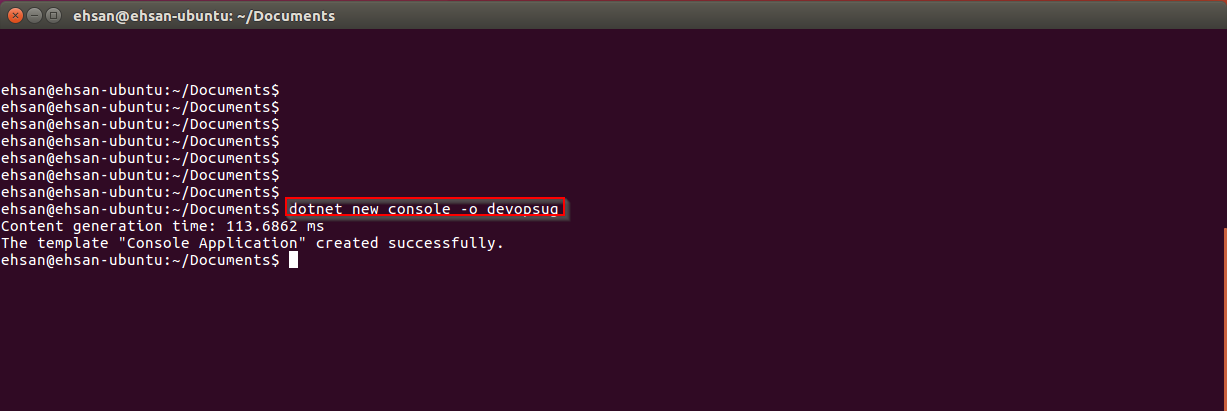 ehsan@ehsan-ubuntu: ~/Documents
ehsan@ehsan-ubuntu:~/Documents$
ehsan@ehsan-ubuntu:~/Documents$
ehsan@ehsan-ubuntu:~/Documents$
ehsan@ehsan-ubuntu:~/Documents$
ehsan@ehsan-ubuntu:~/Documents$
ehsan@ehsan-ubuntu:~/Documents$
ehsan@ehsan-ubuntu:~/Documents$
ehsan@ehsan-ubuntu:~/Documents$ dotnet new console -o devopsug
Content generation time: 113.6862 ms
The template "Console Application" created successfully.
ehsan@ehsan-ubuntu:~/Documents$